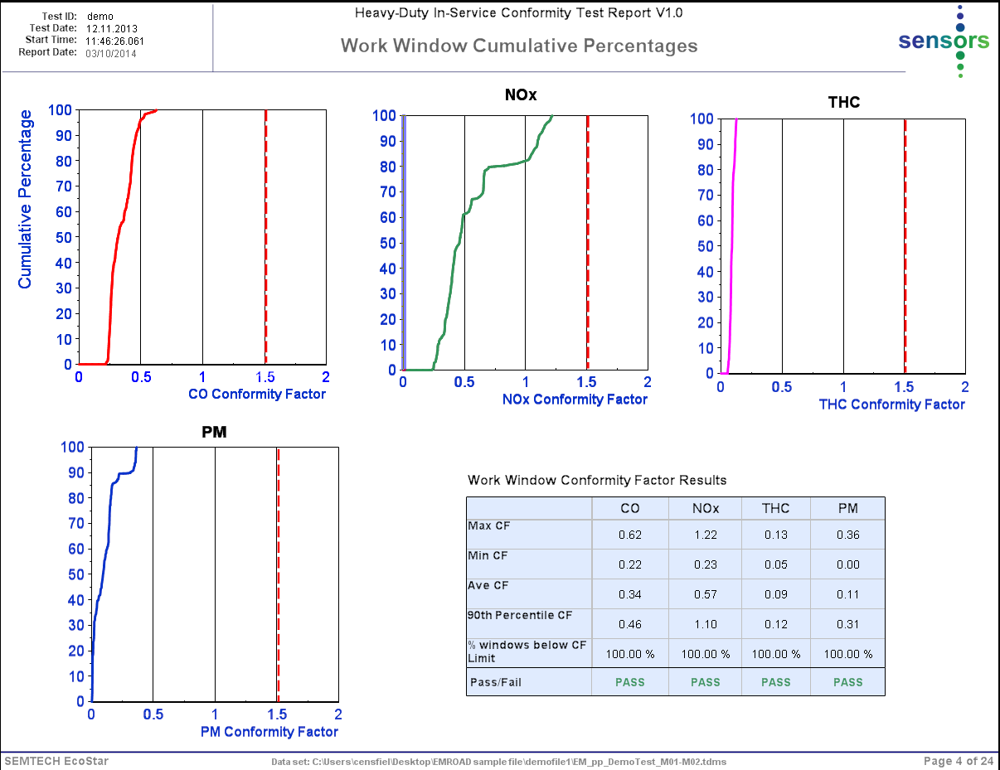 Test ID: demo
Test Date: 12.11.2013
Start Time: 11:46:26.061
Report Date: 03/10/2014
Heavy-Duty In-Service Conformity Test Report V1.0
Work Window Cumulative Percentages
sensors
Cumulative Percentage
100
90
80
70
60
50
40
30
20
10
0
0 0.5 1 1.5 2
CO Conformity Factor
NOx
100
90
80
70
60
50
40
30
20
10
0
0 0.5 1 1.5 2
NOx Conformity Factor
THC
100
90
80
70
60
50
40
30
20
10
0
0 0.5 1 1.5 2
THC Conformity Factor
PM
100
90
80
70
60
50
40
30
20
10
0
0 0.5 1 1.5 2
PM Conformity Factor
Work Window Conformity Factor Results
CO NOx THC PM
Max CF 0.62 1.22 0.13 0.36
Min CF 0.22 0.23 0.05 0.00
Ave CF 0.34 0.57 0.09 0.11
90th Percentile CF 0.46 1.10 0.12 0.31
% windows below CF
Limit 100.00 % 100.00 % 100.00 % 100.00 %
Pass/Fail PASS PASS PASS PASS
SEMTECH EcoStar
Data set: C:\Users\censfiel\Desktop\EMROAD sample file\demofile1\EM_pp_DemoTest_M01-M02.tdms
Page 4 of 24